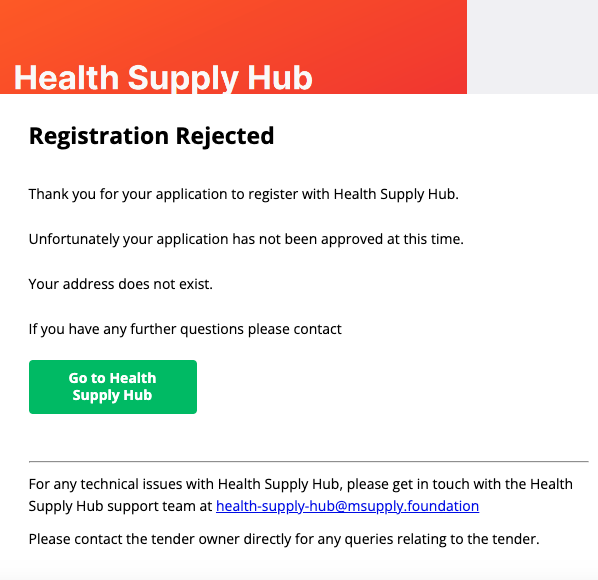 Health Supply Hub
Registration Rejected
Thank you for your application to register with Health Supply Hub.
Unfortunately your application has not been approved at this time.
Your address does not exist.
If you have any further questions please contact
Go to Health
Supply Hub
For any technical issues with Health Supply Hub, please get in touch with the Health
Supply Hub support team at health-supply-hub@msupply.foundation
Please contact the tender owner directly for any queries relating to the tender.